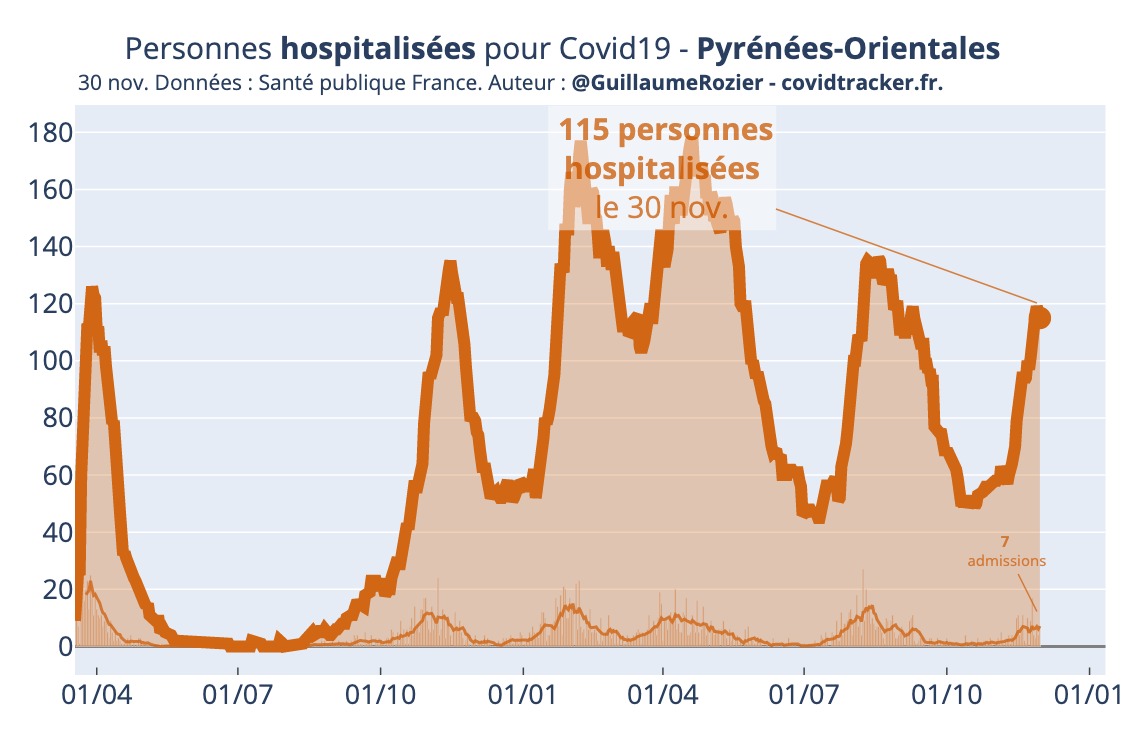 Personnes hospitalisées pour Covid19 - Pyrénées-Orientales
30 nov. Données : Santé publique France. Auteur : @GuillaumeRozier - covidtracker.fr.
115 personnes
hospitalisées
le 30 nov.
180
160
140
120
100
80
60
40
20
0
7
admissions
01/04 01/07 01/10 01/01 01/04 01/07 01/10 01/01